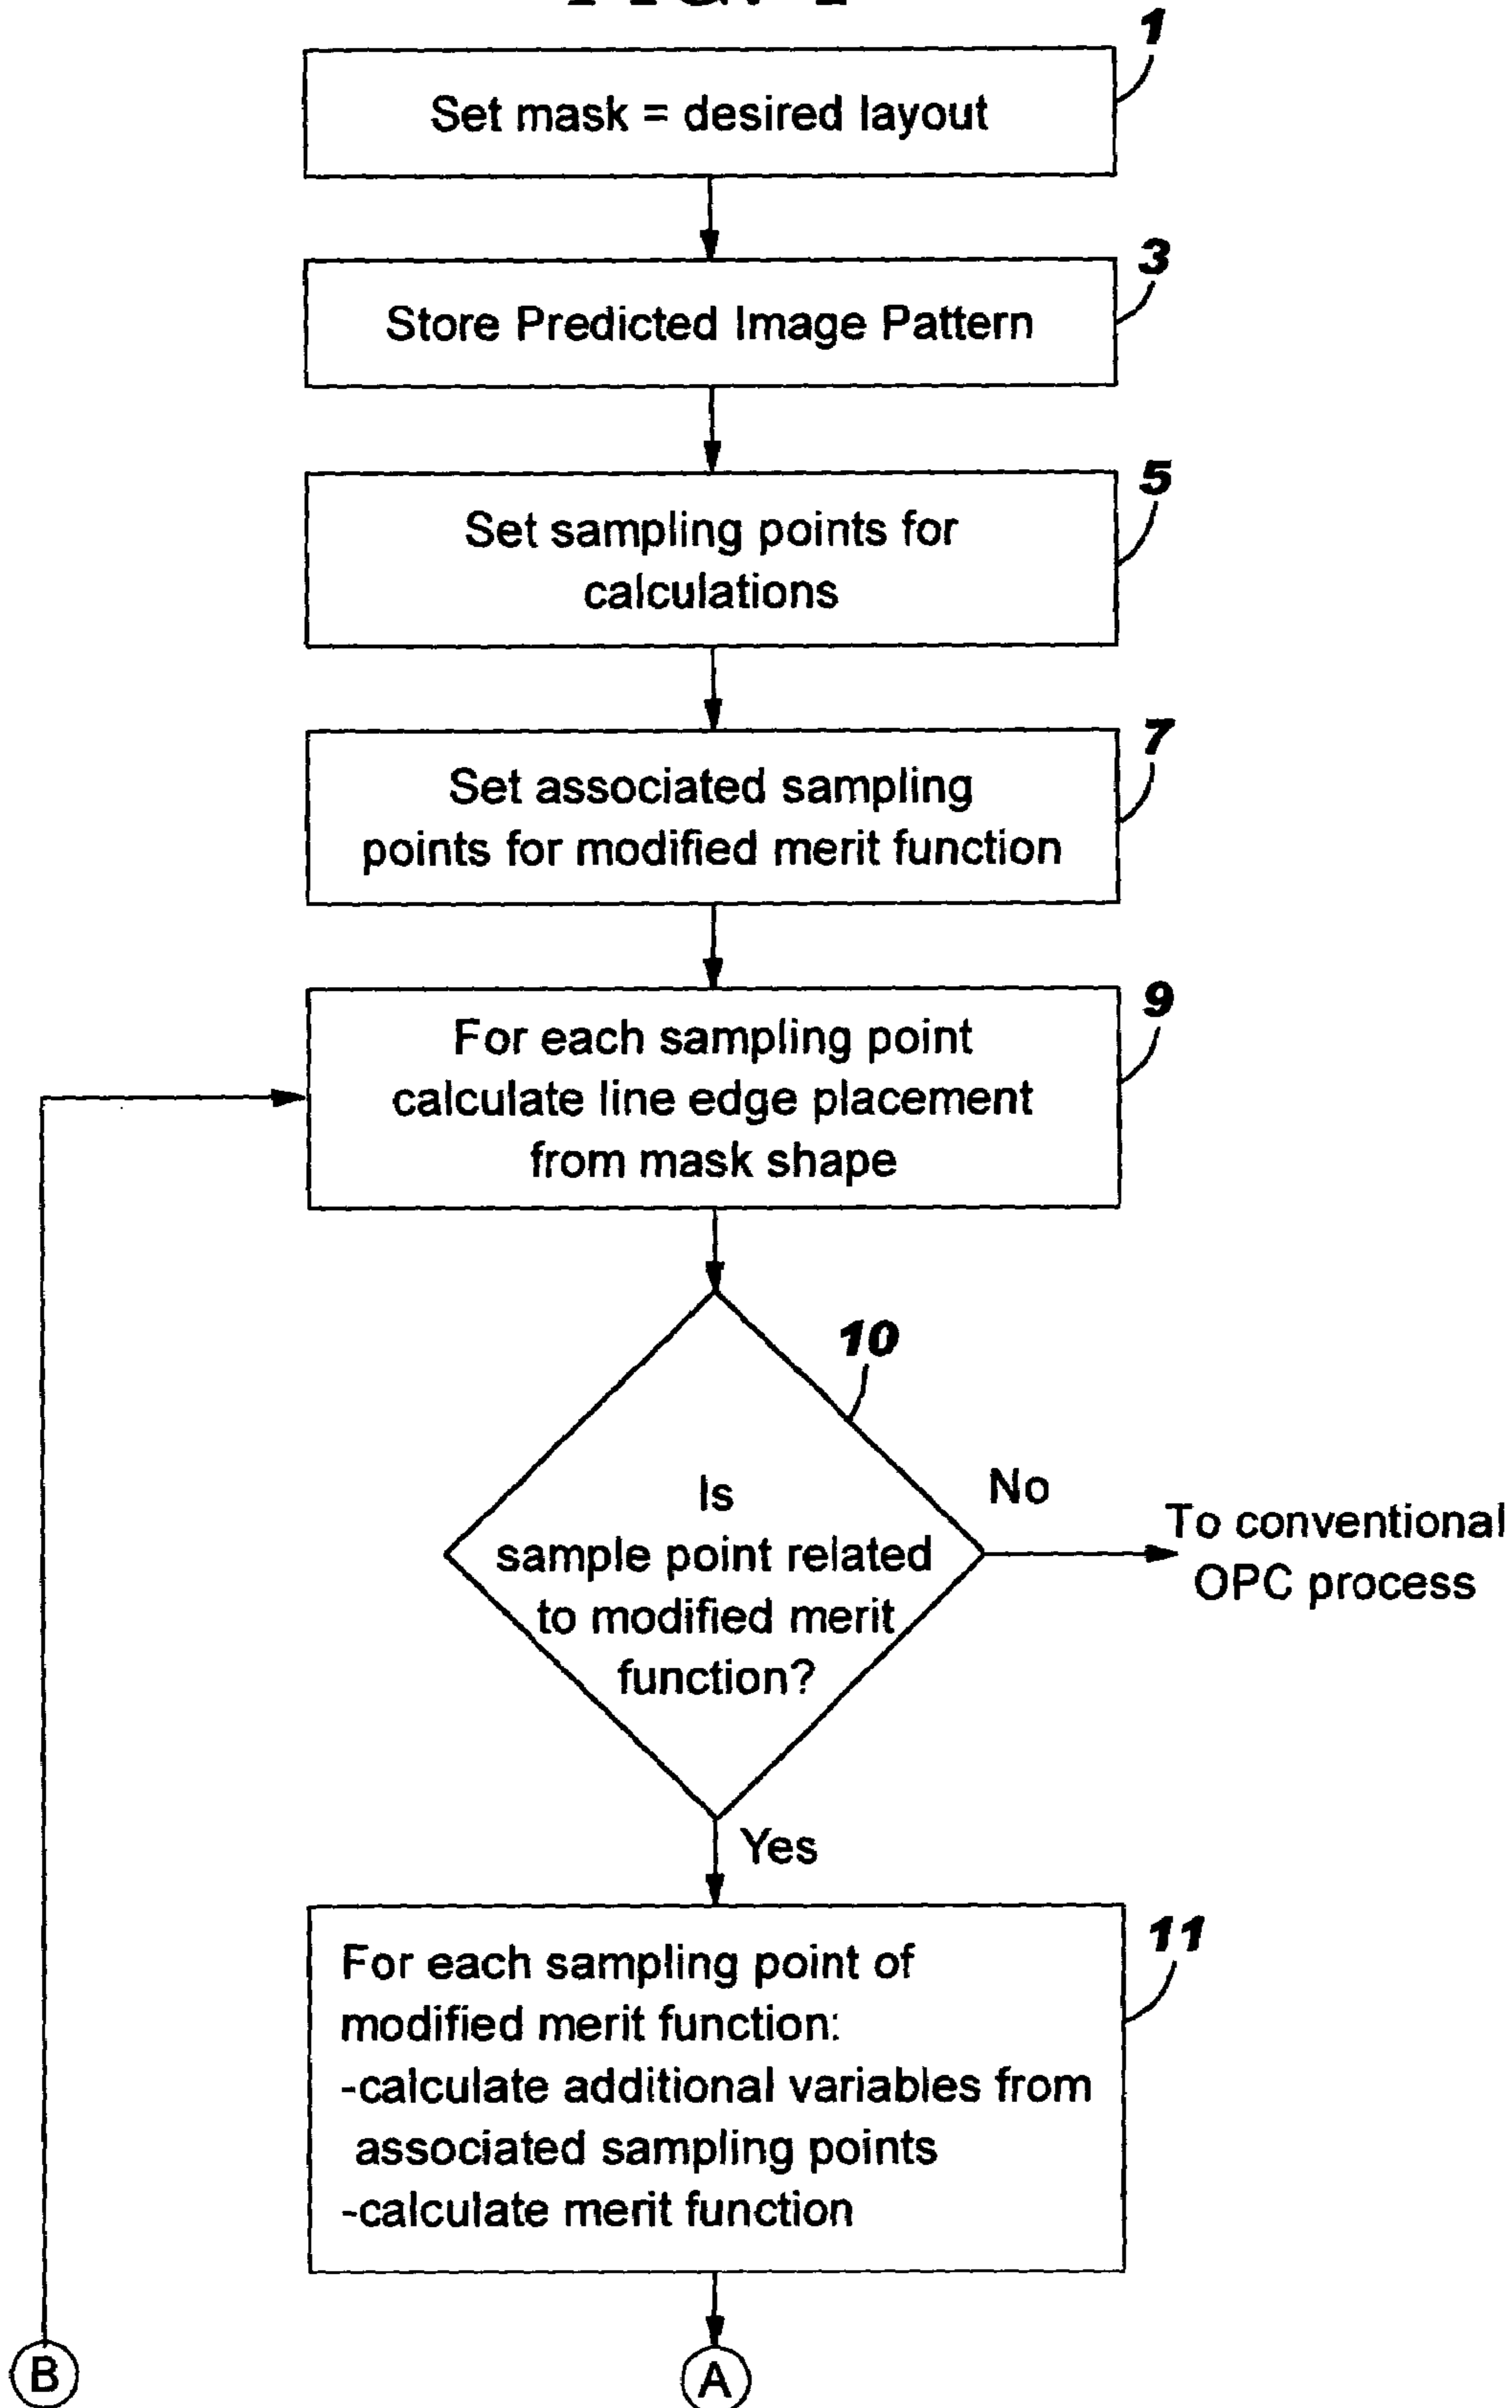 1
Set mask = desired layout
3
Store Predicted Image Pattern
5
Set sampling points for
calculations
7
Set associated sampling
points for modified merit function
9
For each sampling point
calculate line edge placement
from mask shape
10
Is
sample point related
to modified merit
function?
No
To conventional
OPC process
Yes
11
For each sampling point of
modified merit function:
-calculate additional variables from
associated sampling points
-calculate merit function
B
A